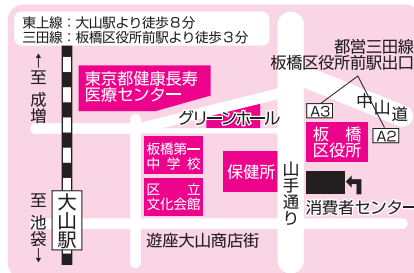 東上線：大山駅より徒歩８分
三田線：板橋区役所前駅より徒歩３分
都営三田線
板橋区役所前駅出口
←至 成増
東京都健康長寿
医療センター
中山道
グリーンホール
A3
A2
板橋
区役所
板橋第一
中学校
保健所
山手通り
区立
文化会館
消費者センター
大山駅
至 池袋→
遊座大山商店街